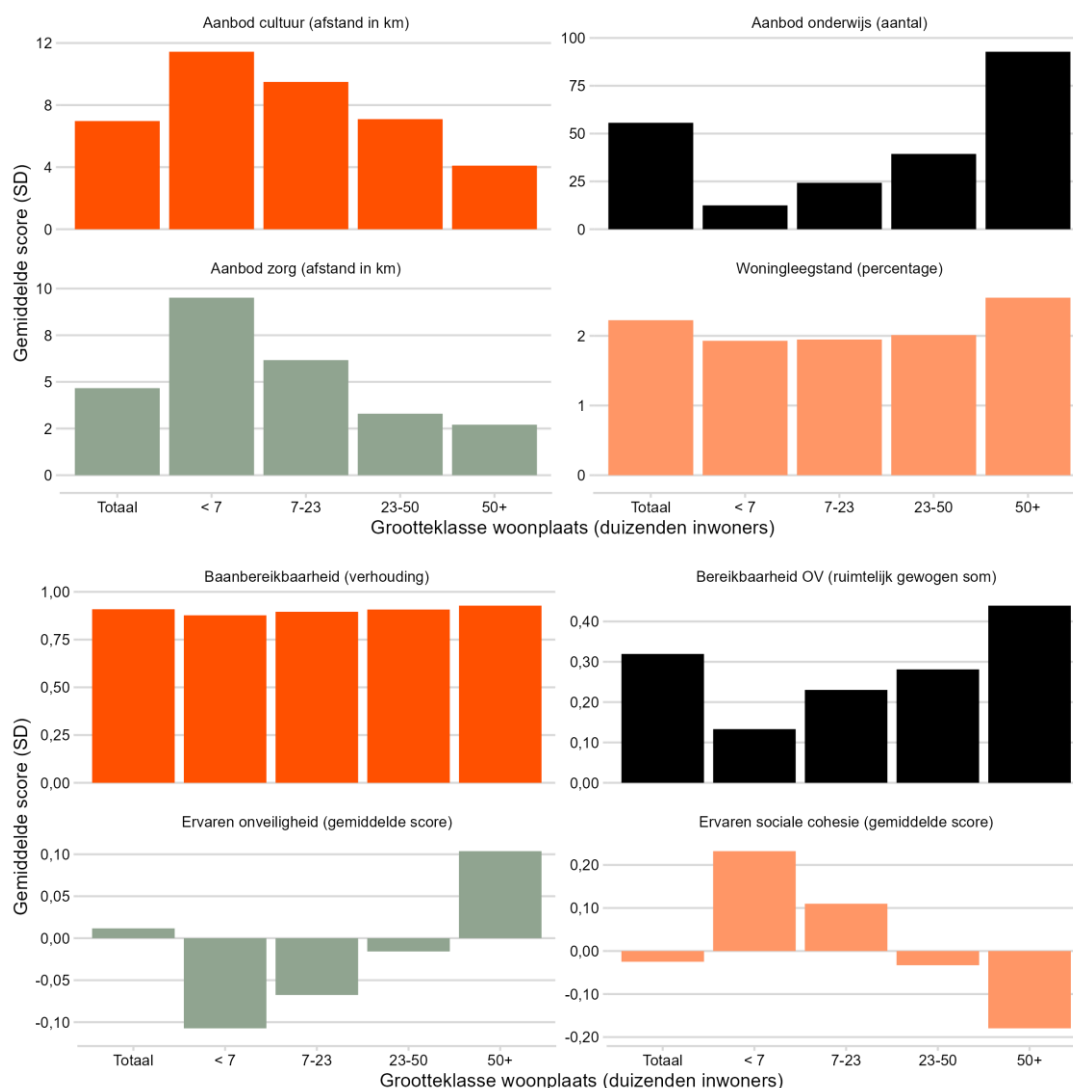 Aanbod cultuur (afstand in km)
Aanbod onderwijs (aantal)
12
8
4
0
100
75
50
25
0
Gemiddelde score (SD)
Aanbod zorg (afstand in km)
Woningleegstand (percentage)
10
8
5
2
0
2
1
0
Totaal < 7 7-23 23-50 50+
Totaal < 7 7-23 23-50 50+
Grootteklasse woonplaats (duizenden inwoners)
Baanbereikbaarheid (verhouding)
Bereikbaarheid OV (ruimtelijk gewogen som)
1,00
0,75
0,50
0,25
0,00
0,40
0,30
0,20
0,10
0,00
Gemiddelde score (SD)
Ervaren onveiligheid (gemiddelde score)
Ervaren sociale cohesie (gemiddelde score)
0,10
0,05
0,00
-0,05
-0,10
0,20
0,10
0,00
-0,10
-0,20
Totaal < 7 7-23 23-50 50+
Totaal < 7 7-23 23-50 50+
Grootteklasse woonplaats (duizenden inwoners)